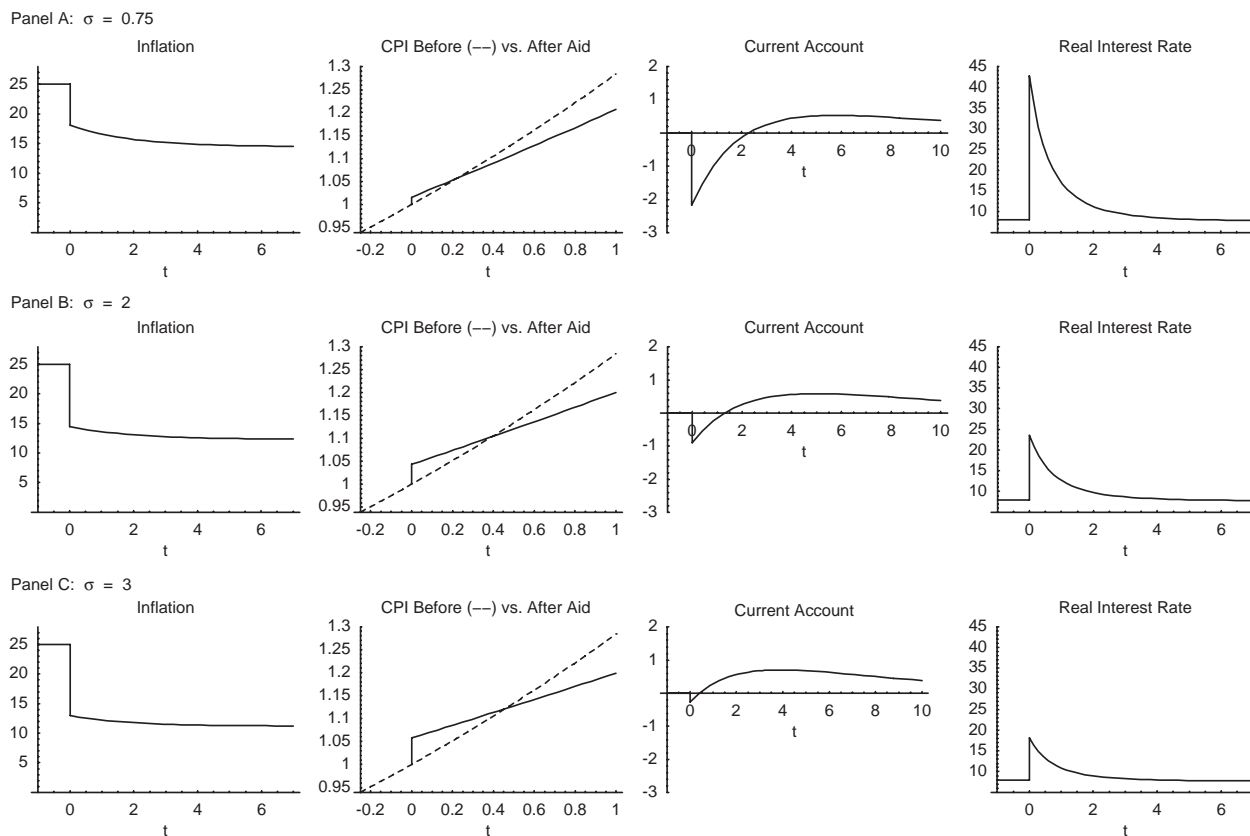 Panel A: σ = 0.75
Inflation
CPI Before (−−) vs. After Aid
Current Account
Real Interest Rate
25
20
15
10
5
0 2 4 6
t
1.3
1.25
1.2
1.15
1.1
1.05
1
0.95
-0.2 0 0.2 0.4 0.6 0.8 1
t
2
1
-1
-2
-3
0 2 4 6 8 10
t
45
40
35
30
25
20
15
10
0 2 4 6
t
Panel B: σ = 2
Inflation
CPI Before (−−) vs. After Aid
Current Account
Real Interest Rate
25
20
15
10
5
0 2 4 6
t
1.3
1.25
1.2
1.15
1.1
1.05
1
0.95
-0.2 0 0.2 0.4 0.6 0.8 1
t
2
1
-1
-2
-3
0 2 4 6 8 10
t
45
40
35
30
25
20
15
10
0 2 4 6
t
Panel C: σ = 3
Inflation
CPI Before (−−) vs. After Aid
Current Account
Real Interest Rate
25
20
15
10
5
0 2 4 6
t
1.3
1.25
1.2
1.15
1.1
1.05
1
0.95
-0.2 0 0.2 0.4 0.6 0.8 1
t
2
1
-1
-2
-3
0 2 4 6 8 10
t
45
40
35
30
25
20
15
10
0 2 4 6
t